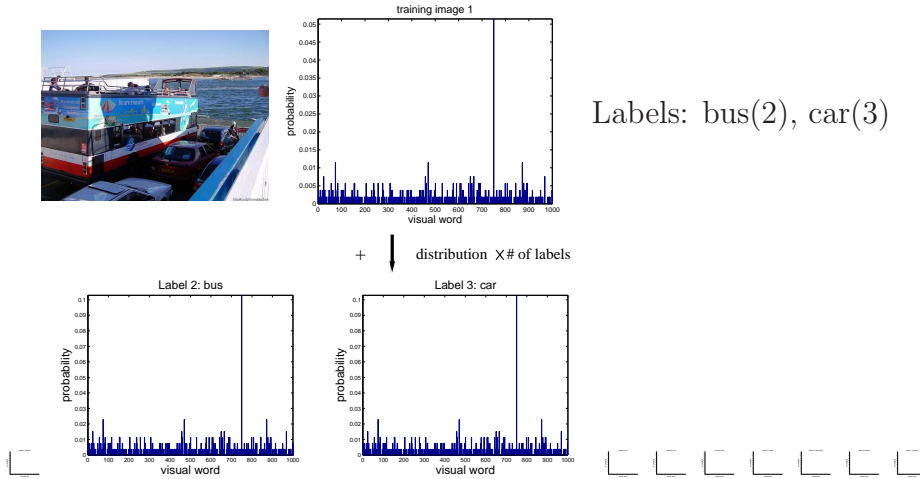 training image 1
0.05
0.045
0.04
0.035
0.03
0.025
0.02
0.015
0.01
0.005
0
probability
0 100 200 300 400 500 600 700 800 900 1000
visual word
Labels: bus(2), car(3)
+ distribution ×# of labels
Label 2: bus
0.1
0.09
0.08
0.07
0.06
0.05
0.04
0.03
0.02
0.01
0
probability
0 100 200 300 400 500 600 700 800 900 1000
visual word
Label 3: car
0.1
0.09
0.08
0.07
0.06
0.05
0.04
0.03
0.02
0.01
0
probability
0 100 200 300 400 500 600 700 800 900 1000
visual word